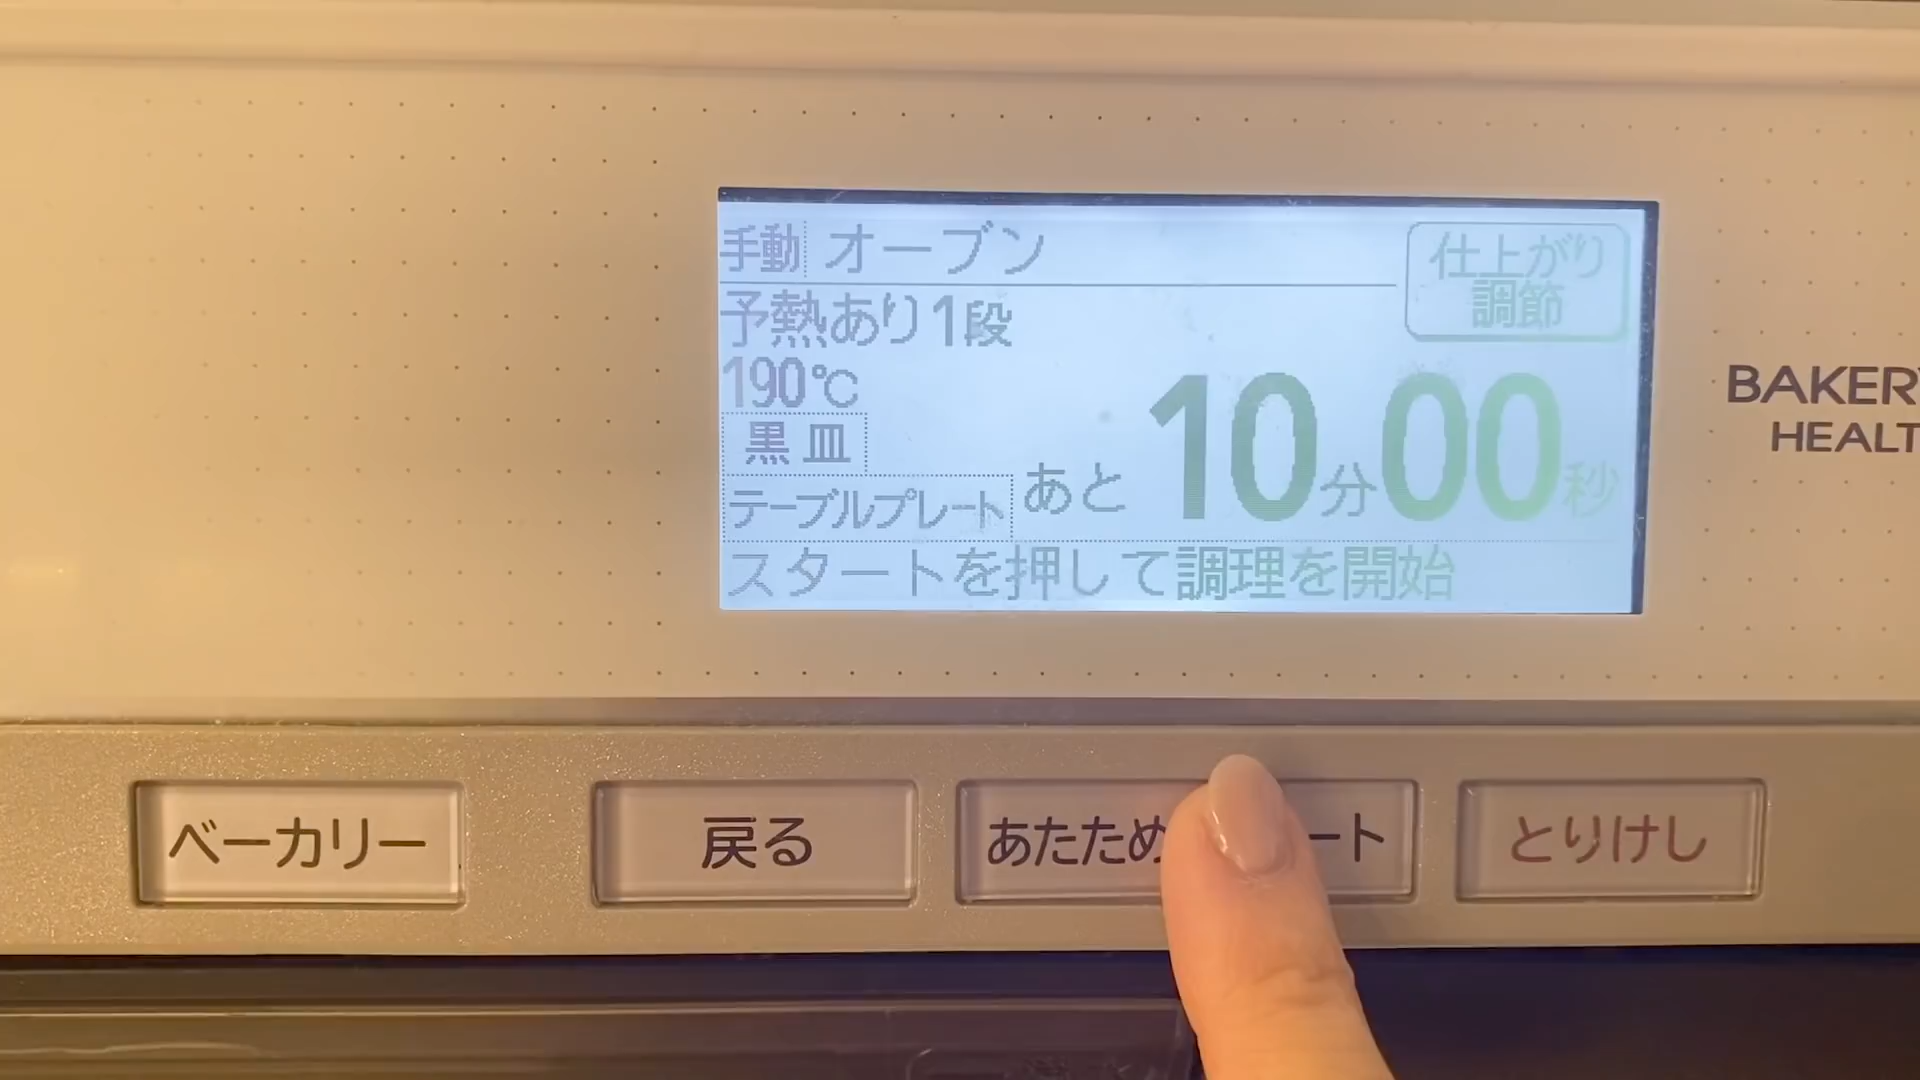 手動 オーブン
仕上がり
調節
予熱あり1段
190℃
黒皿
テーブルプレート
あと10分00秒
スタートを押して調理を開始
BAKERY
HEALT
ベーカリー
戻る
あたため ート
とりけし